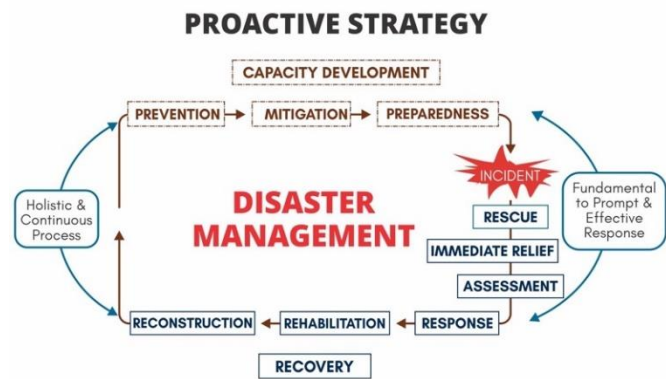 PROACTIVE STRATEGY
CAPACITY DEVELOPMENT
PREVENTION
MITIGATION
PREPAREDNESS
INCIDENT
Holistic &
Continuous
Process
DISASTER
MANAGEMENT
Fundamental
to Prompt &
Effective
Response
RESCUE
IMMEDIATE RELIEF
ASSESSMENT
RECONSTRUCTION
REHABILITATION
RESPONSE
RECOVERY